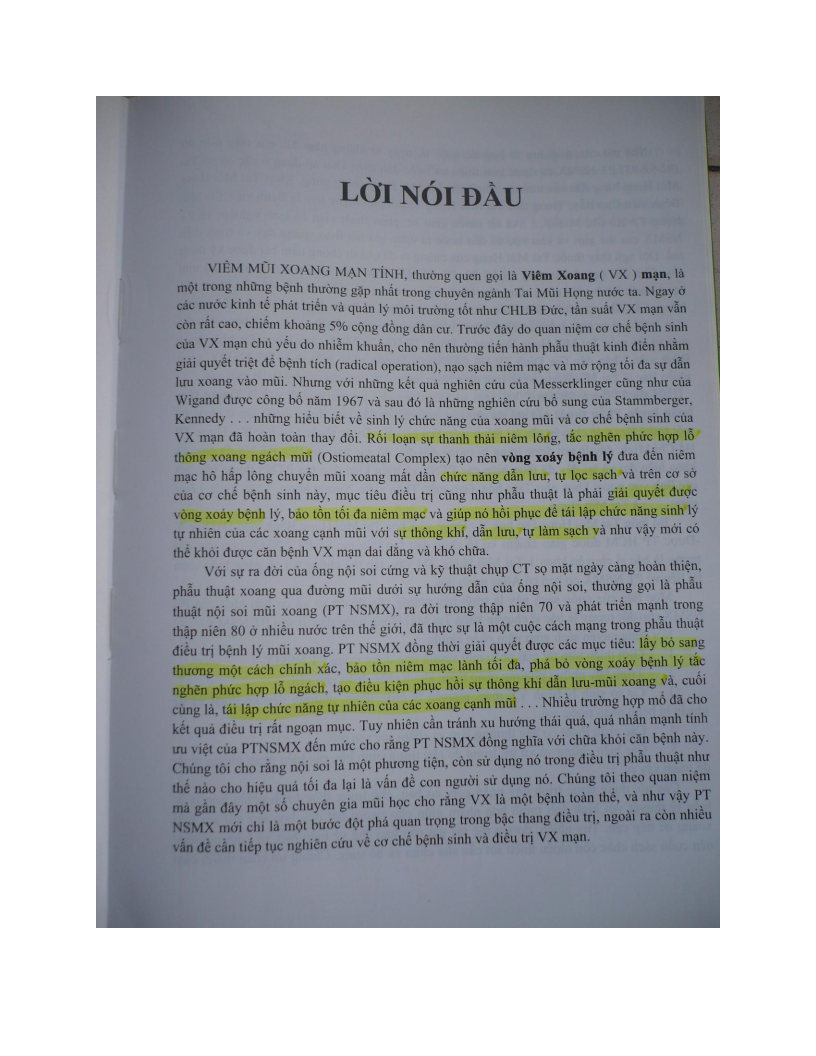 LỜI NÓI ĐẦU
VIÊM MŨI XOANG MẠN TÍNH, thường quen gọi là Viêm Xoang ( VX ) mạn, là
một trong những bệnh thường gặp nhất trong chuyên ngành Tai Mũi Họng nước ta. Ngay ở
các nước kinh tế phát triển và quản lý môi trường tốt như CHLB Đức, tần suất VX mạn vẫn
còn rất cao, chiếm khoảng 5% cộng đồng dân cư. Trước đây do quan niệm cơ chế bệnh sinh
của VX mạn chủ yếu do nhiễm khuẩn, cho nên thường tiến hành phẫu thuật kinh điển nhằm
giải quyết triệt để bệnh tích (radical operation), nạo sạch niêm mạc và mở rộng tối đa sự dẫn
lưu xoang vào mũi. Nhưng với những kết quả nghiên cứu của Messerklinger cũng như của
Wigand được công bố năm 1967 và sau đó là những nghiên cứu bổ sung của Stammberger,
Kennedy . . . những hiểu biết về sinh lý chức năng của xoang mũi và cơ chế bệnh sinh của
VX mạn đã hoàn toàn thay đổi. Rối loạn sự thanh thải niêm lông, tắc nghẽn phức hợp lỗ
thông xoang ngách mũi (Ostiomeatal Complex) tạo nên vòng xoáy bệnh lý đưa đến niêm
mạc hô hấp lông chuyển mũi xoang mất dần chức năng dẫn lưu, tự lọc sạch và trên cơ sở
của cơ chế bệnh sinh này, mục tiêu điều trị cũng như phẫu thuật là phải giải quyết được
vòng xoáy bệnh lý, bảo tồn tối đa niêm mạc và giúp nó hồi phục để tái lập chức năng sinh lý
tự nhiên của các xoang cạnh mũi với sự thông khí, dẫn lưu, tự làm sạch và như vậy mới có
thể khỏi được căn bệnh VX mạn dai dẳng và khó chữa.
Với sự ra đời của ống nội soi cứng và kỹ thuật chụp CT sọ mặt ngày càng hoàn thiện,
phẫu thuật xoang qua đường mũi dưới sự hướng dẫn của ống nội soi, thường gọi là phẫu
thuật nội soi mũi xoang (PT NSMX), ra đời trong thập niên 70 và phát triển mạnh trong
thập niên 80 ở nhiều nước trên thế giới, đã thực sự là một cuộc cách mạng trong phẫu thuật
điều trị bệnh lý mũi xoang. PT NSMX đồng thời giải quyết được các mục tiêu: lấy bỏ sang
thương một cách chính xác, bảo tồn niêm mạc lành tối đa, phá bỏ vòng xoáy bệnh lý tắc
nghẽn phức hợp lỗ ngách, tạo điều kiện phục hồi sự thông khí dẫn lưu-mũi xoang và, cuối
cùng là, tái lập chức năng tự nhiên của các xoang cạnh mũi . . . Nhiều trường hợp mổ đã cho
kết quả điều trị rất ngoạn mục. Tuy nhiên cần tránh xu hướng thái quá, quá nhấn mạnh tính
ưu việt của PTNSMX đến mức cho rằng PT NSMX đồng nghĩa với chữa khỏi căn bệnh này.
Chúng tôi cho rằng nội soi là một phương tiện, còn sử dụng nó trong điều trị phẫu thuật như
thế nào cho hiệu quả tối đa lại là vấn đề con người sử dụng nó. Chúng tôi theo quan niệm
mà gần đây một số chuyên gia mũi học cho rằng VX là một bệnh toàn thể, và như vậy PT
NSMX mới chỉ là một bước đột phá quan trọng trong bậc thang điều trị, ngoài ra còn nhiều
vấn đề cần tiếp tục nghiên cứu về cơ chế bệnh sinh và điều trị VX mạn.